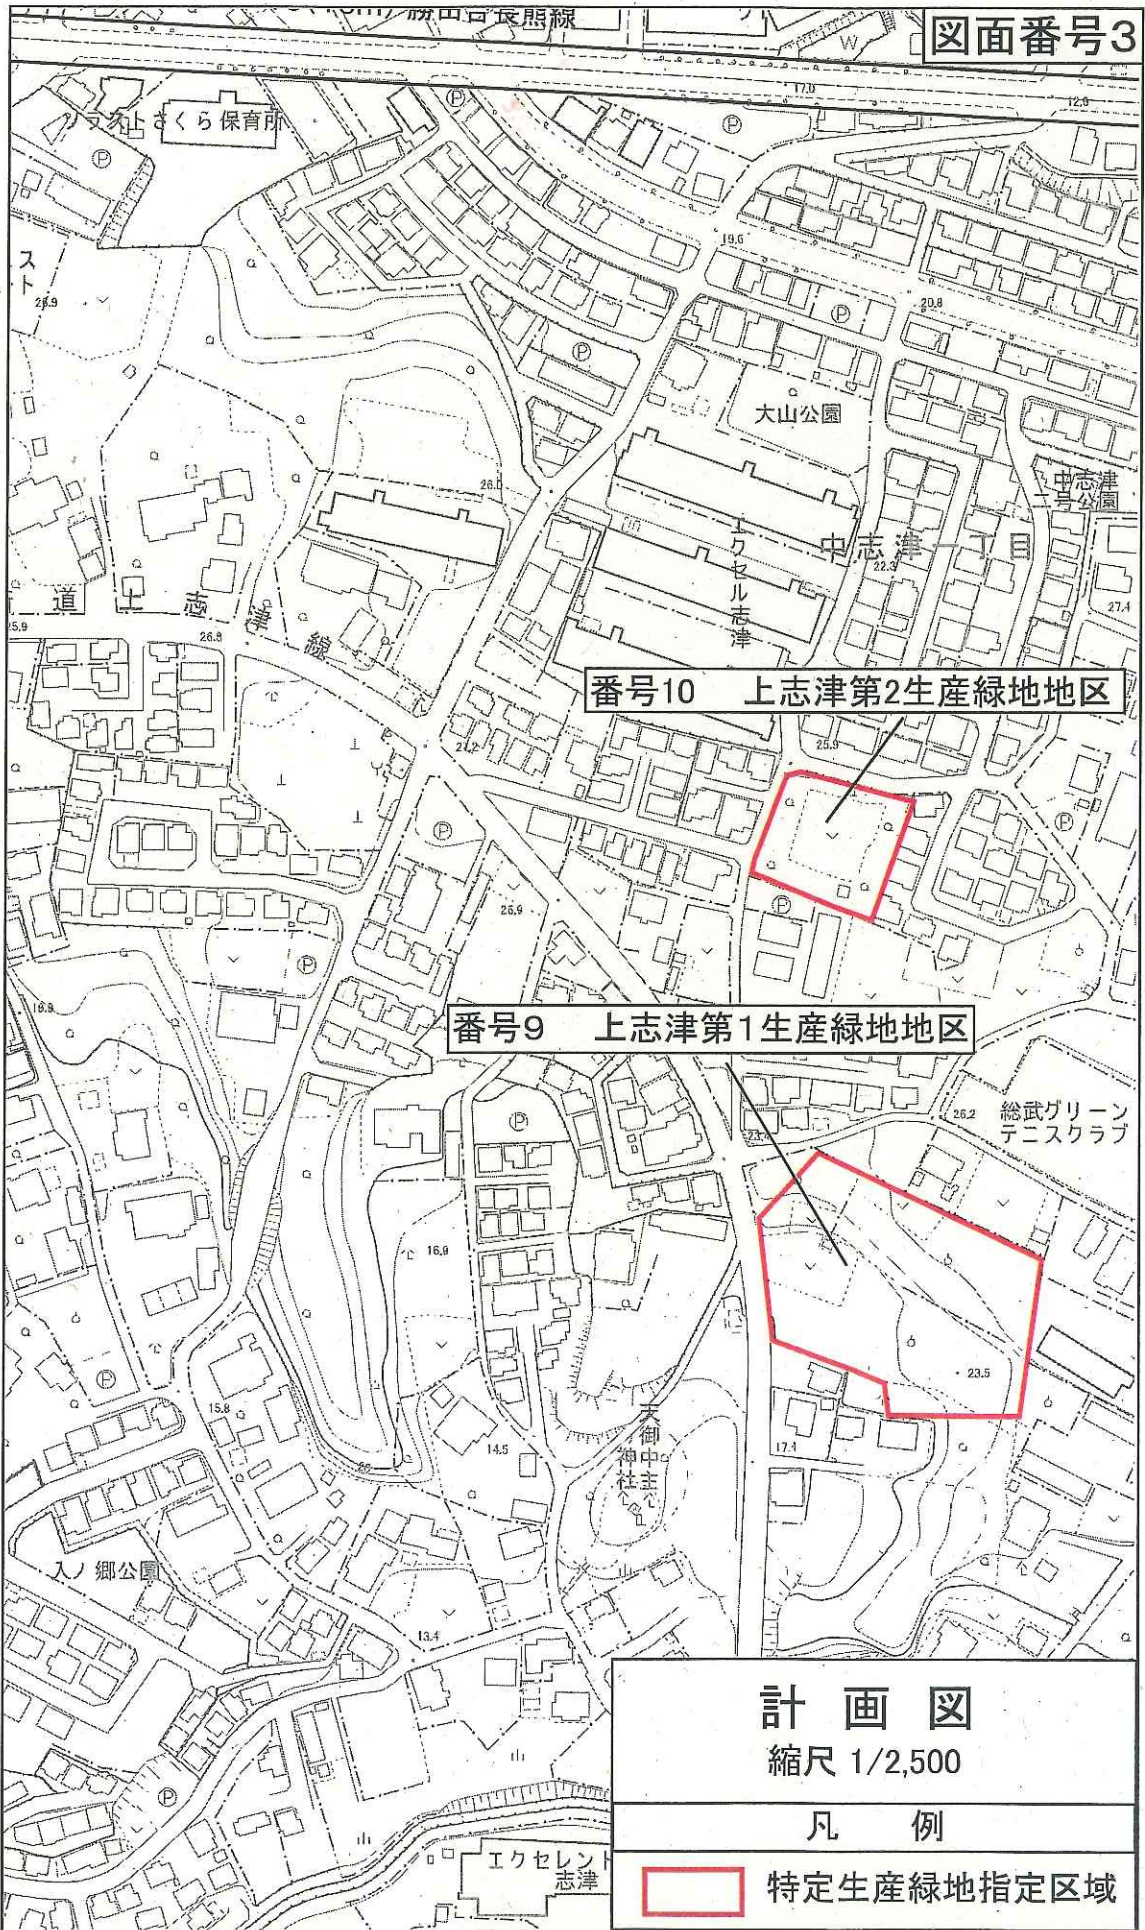 勝田台長熊線
図面番号3
W
17.0
12.9
さくら保育所
19.6
20.8
26.9
大山公園
中志津
二号公園
エクセル志津
中志津一丁目
22.3
27.4
道上志津線
25.9
26.8
番号10 上志津第2生産緑地地区
27.2
25.9
26.9
番号9 上志津第1生産緑地地区
26.2
総武グリーン
テニスクラブ
16.9
23.5
天御中主
神社
17.1
15.8
14.5
入ノ郷公園
13.4
計画図
縮尺 1/2,500
凡例
エクセレント
志津
特定生産緑地指定区域